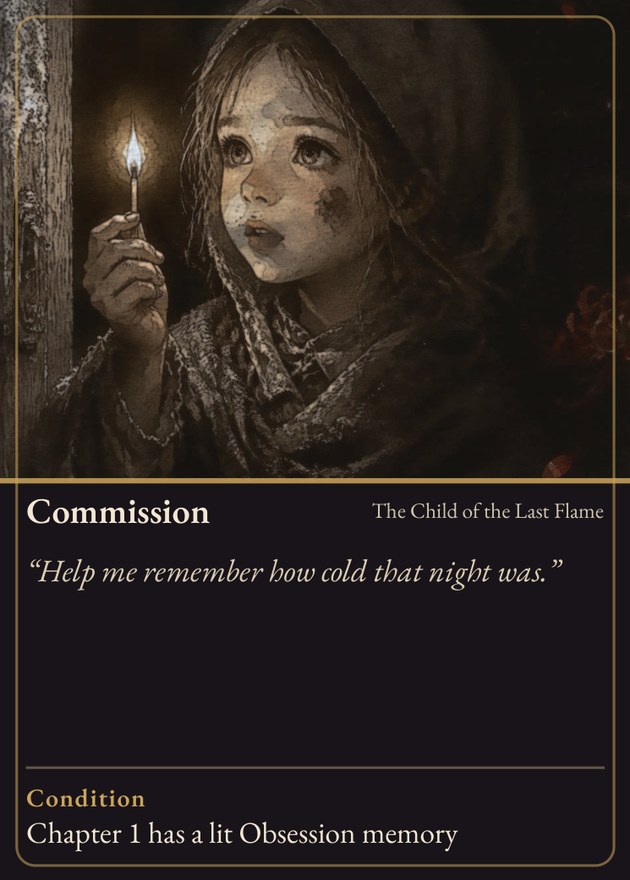 Commission
The Child of the Last Flame
“Help me remember how cold that night was.”
Condition
Chapter 1 has a lit Obsession memory